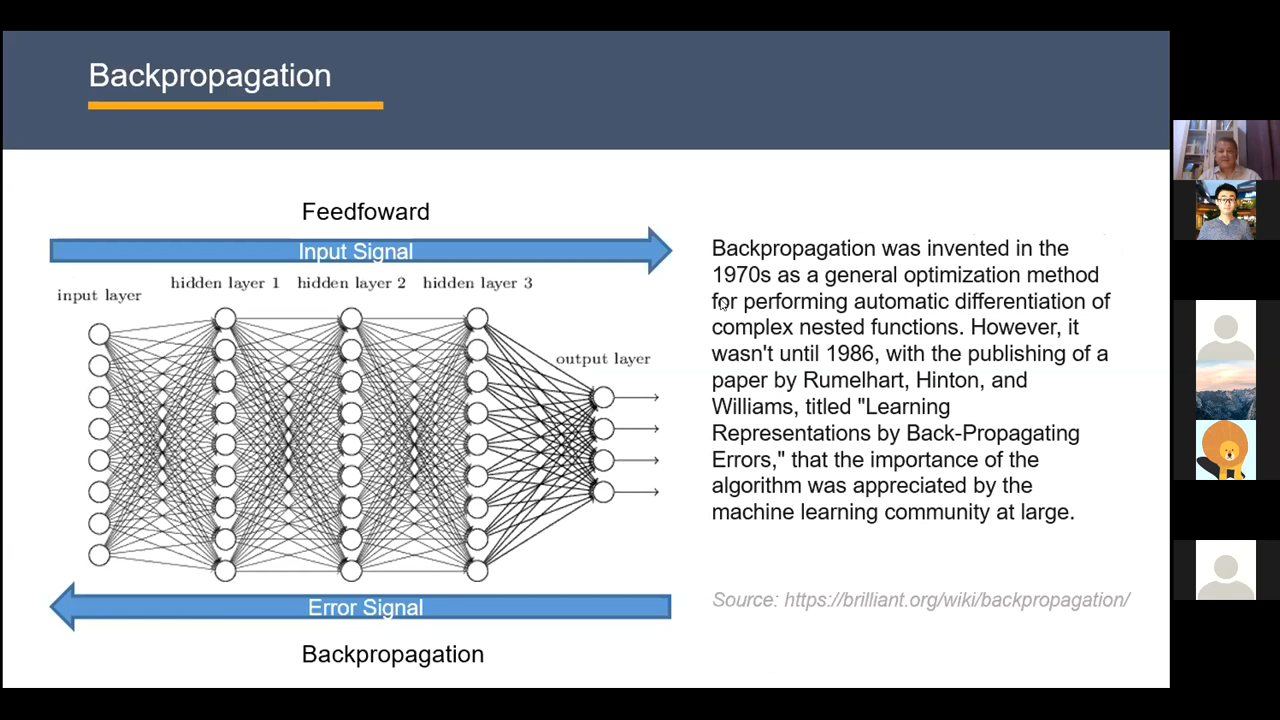 Backpropagation
Feedfoward
Input Signal
input layer
hidden layer 1
hidden layer 2
hidden layer 3
output layer
Error Signal
Backpropagation
Backpropagation was invented in the
1970s as a general optimization method
for performing automatic differentiation of
complex nested functions. However, it
wasn't until 1986, with the publishing of a
paper by Rumelhart, Hinton, and
Williams, titled "Learning
Representations by Back-Propagating
Errors," that the importance of the
algorithm was appreciated by the
machine learning community at large.
Source: https://brilliant.org/wiki/backpropagation/